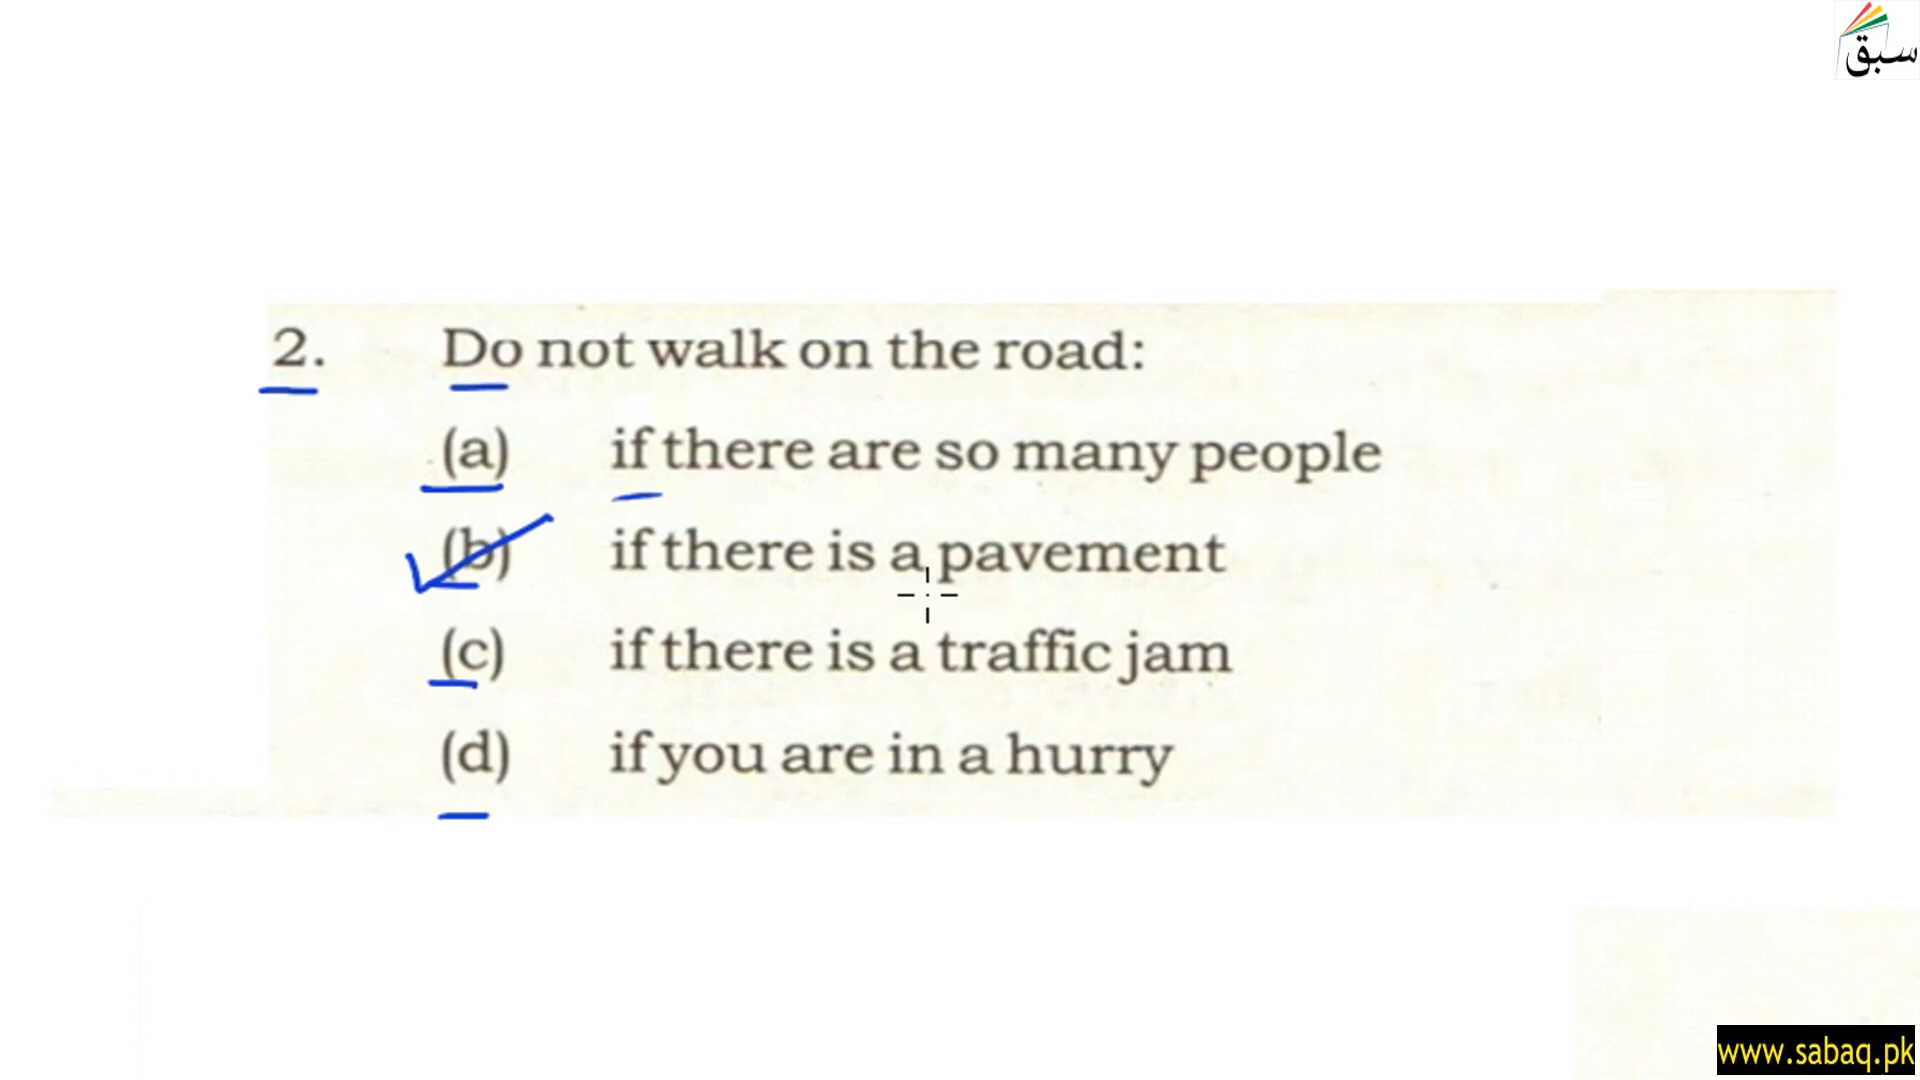 سبق
2. Do not walk on the road:
(a) if there are so many people
(b) if there is a pavement
(c) if there is a traffic jam
(d) if you are in a hurry
www.sabaq.pk